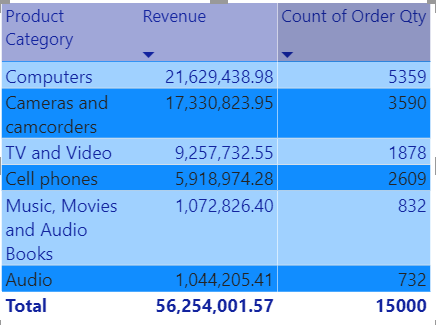 Product Category Revenue Count of Order Qty
Computers 21,629,438.98 5359
Cameras and camcorders 17,330,823.95 3590
TV and Video 9,257,732.55 1878
Cell phones 5,918,974.28 2609
Music, Movies and Audio Books 1,072,826.40 832
Audio 1,044,205.41 732
Total 56,254,001.57 15000